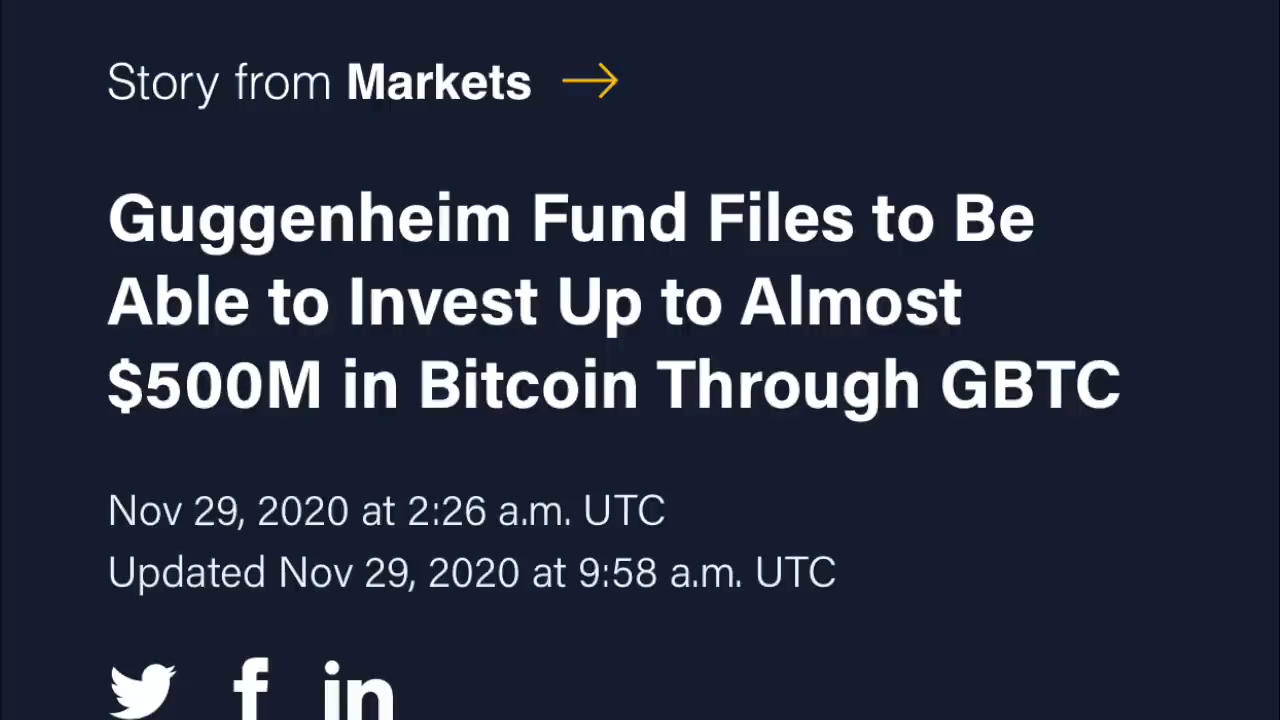 Story from Markets
Guggenheim Fund Files to Be
Able to Invest Up to Almost
$500M in Bitcoin Through GBTC
Nov 29, 2020 at 2:26 a.m. UTC
Updated Nov 29, 2020 at 9:58 a.m. UTC
f in